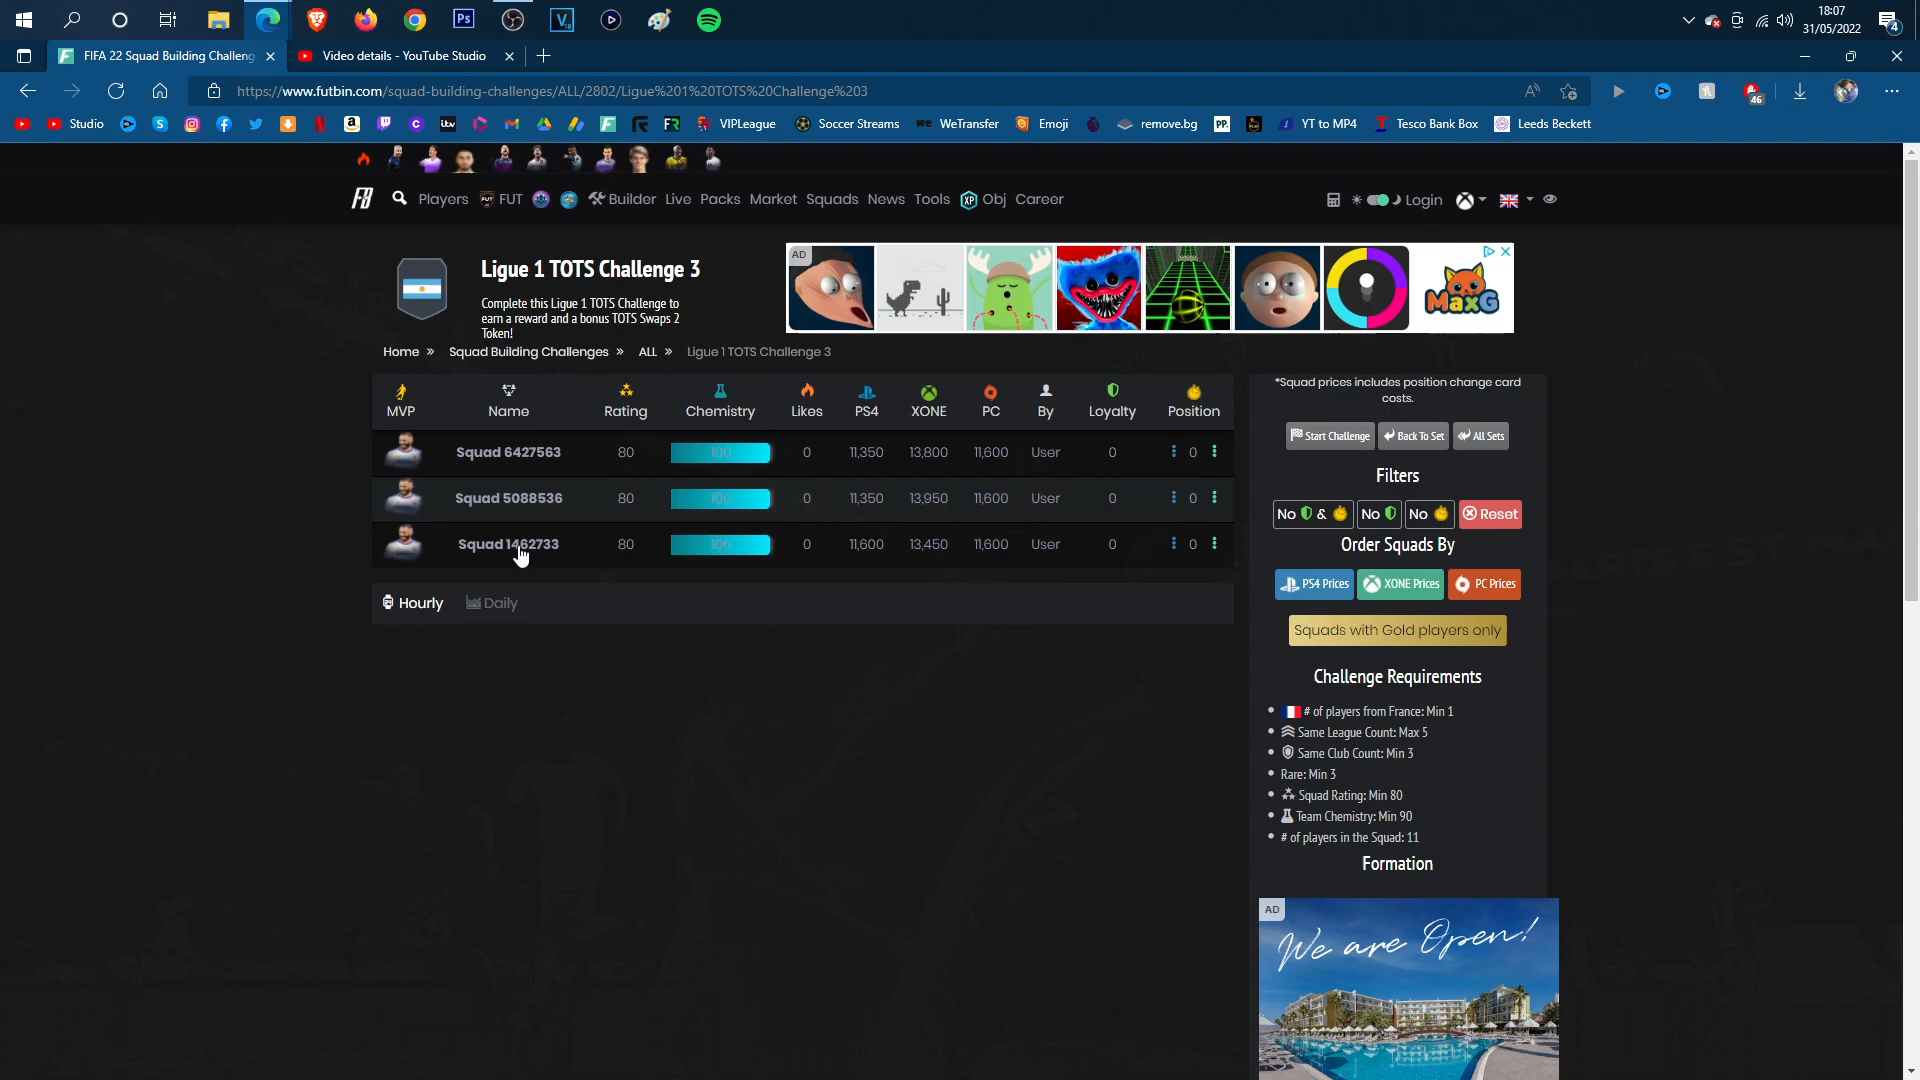 Ps
18:07
31/05/2022
4
FIFA 22 Squad Building Challeng
Video details - YouTube Studio
https://www.futbin.com/squad-building-challenges/ALL/2802/Ligue%201%20TOTS%20Challenge%203
46
Studio
itv
FR
VIPLeague
Soccer Streams
WeTransfer
Emoji
remove.bg
PP.
YT to MP4
Tesco Bank Box
Leeds Beckett
Players
FUT
Builder
Live
Packs
Market
Squads
News
Tools
XP
Obj
Career
Login
Ligue 1 TOTS Challenge 3
Complete this Ligue 1 TOTS Challenge to
earn a reward and a bonus TOTS Swaps 2
Token!
AD
MaxG
Home » Squad Building Challenges » ALL » Ligue 1 TOTS Challenge 3
MVP Name Rating Chemistry Likes PS4 XONE PC By Loyalty Position
Squad 6427563 80 100 0 11,350 13,800 11,600 User 0 0
Squad 5088536 80 100 0 11,350 13,950 11,600 User 0 0
Squad 1462733 80 100 0 11,600 13,450 11,600 User 0 0
Hourly Daily
*Squad prices includes position change card
costs.
Start Challenge Back To Set All Sets
Filters
No & No No Reset
Order Squads By
PS4 Prices XONE Prices PC Prices
Squads with Gold players only
Challenge Requirements
# of players from France: Min 1
Same League Count: Max 5
Same Club Count: Min 3
Rare: Min 3
Squad Rating: Min 80
Team Chemistry: Min 90
# of players in the Squad: 11
Formation
AD
We are Open!